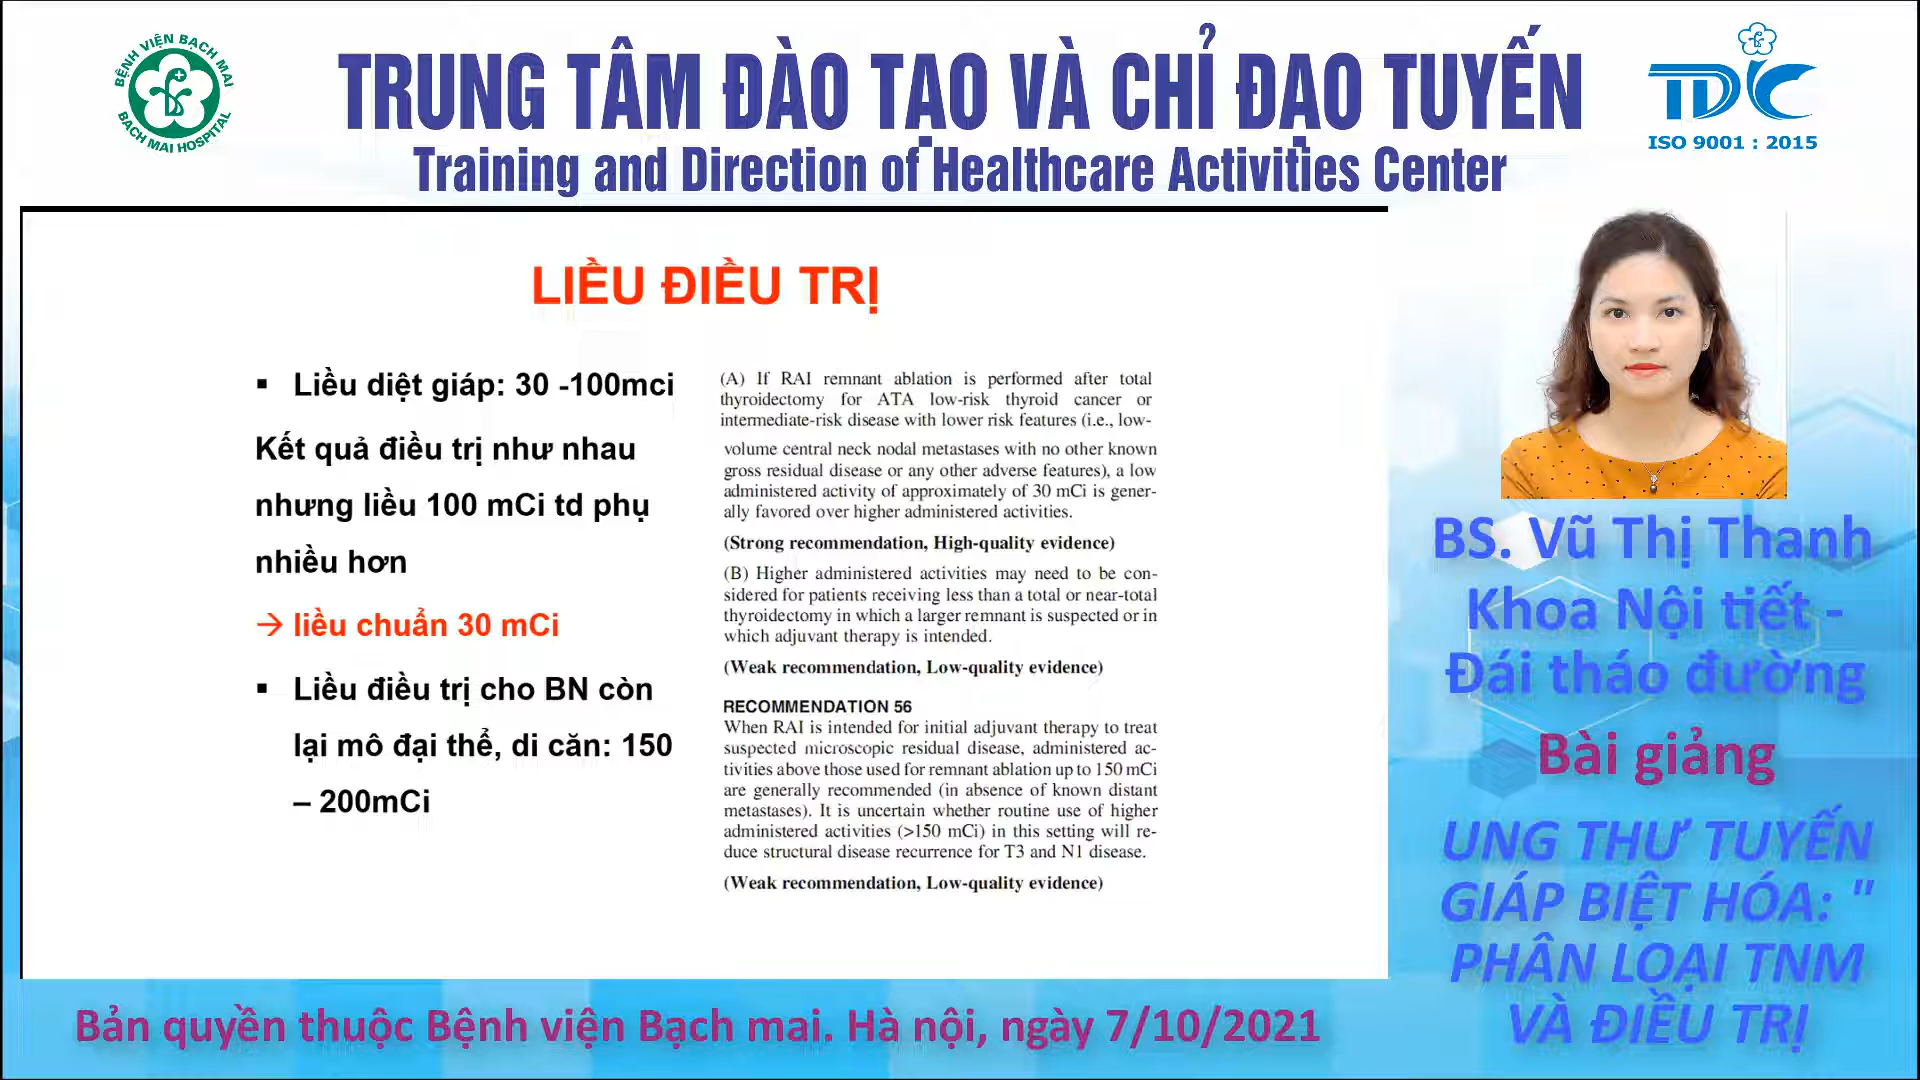 BỆNH VIỆN BẠCH MAI
BACH MAI HOSPITAL
TRUNG TÂM ĐÀO TẠO VÀ CHỈ ĐẠO TUYẾN
Training and Direction of Healthcare Activities Center
TDC
ISO 9001 : 2015
LIỀU ĐIỀU TRỊ
▪ Liều diệt giáp: 30 -100mci
Kết quả điều trị như nhau
nhưng liều 100 mCi td phụ
nhiều hơn
→ liều chuẩn 30 mCi
▪ Liều điều trị cho BN còn
lại mô đại thể, di căn: 150
– 200mCi
(A) If RAI remnant ablation is performed after total
thyroidectomy for ATA low-risk thyroid cancer or
intermediate-risk disease with lower risk features (i.e., low-
volume central neck nodal metastases with no other known
gross residual disease or any other adverse features), a low
administered activity of approximately of 30 mCi is gener-
ally favored over higher administered activities.
(Strong recommendation, High-quality evidence)
(B) Higher administered activities may need to be con-
sidered for patients receiving less than a total or near-total
thyroidectomy in which a larger remnant is suspected or in
which adjuvant therapy is intended.
(Weak recommendation, Low-quality evidence)
RECOMMENDATION 56
When RAI is intended for initial adjuvant therapy to treat
suspected microscopic residual disease, administered ac-
tivities above those used for remnant ablation up to 150 mCi
are generally recommended (in absence of known distant
metastases). It is uncertain whether routine use of higher
administered activities (>150 mCi) in this setting will re-
duce structural disease recurrence for T3 and N1 disease.
(Weak recommendation, Low-quality evidence)
BS. Vũ Thị Thanh
Khoa Nội tiết -
Đái tháo đường
Bài giảng
UNG THƯ TUYẾN
GIÁP BIỆT HÓA: "
PHÂN LOẠI TNM
VÀ ĐIỀU TRỊ
Bản quyền thuộc Bệnh viện Bạch mai. Hà nội, ngày 7/10/2021